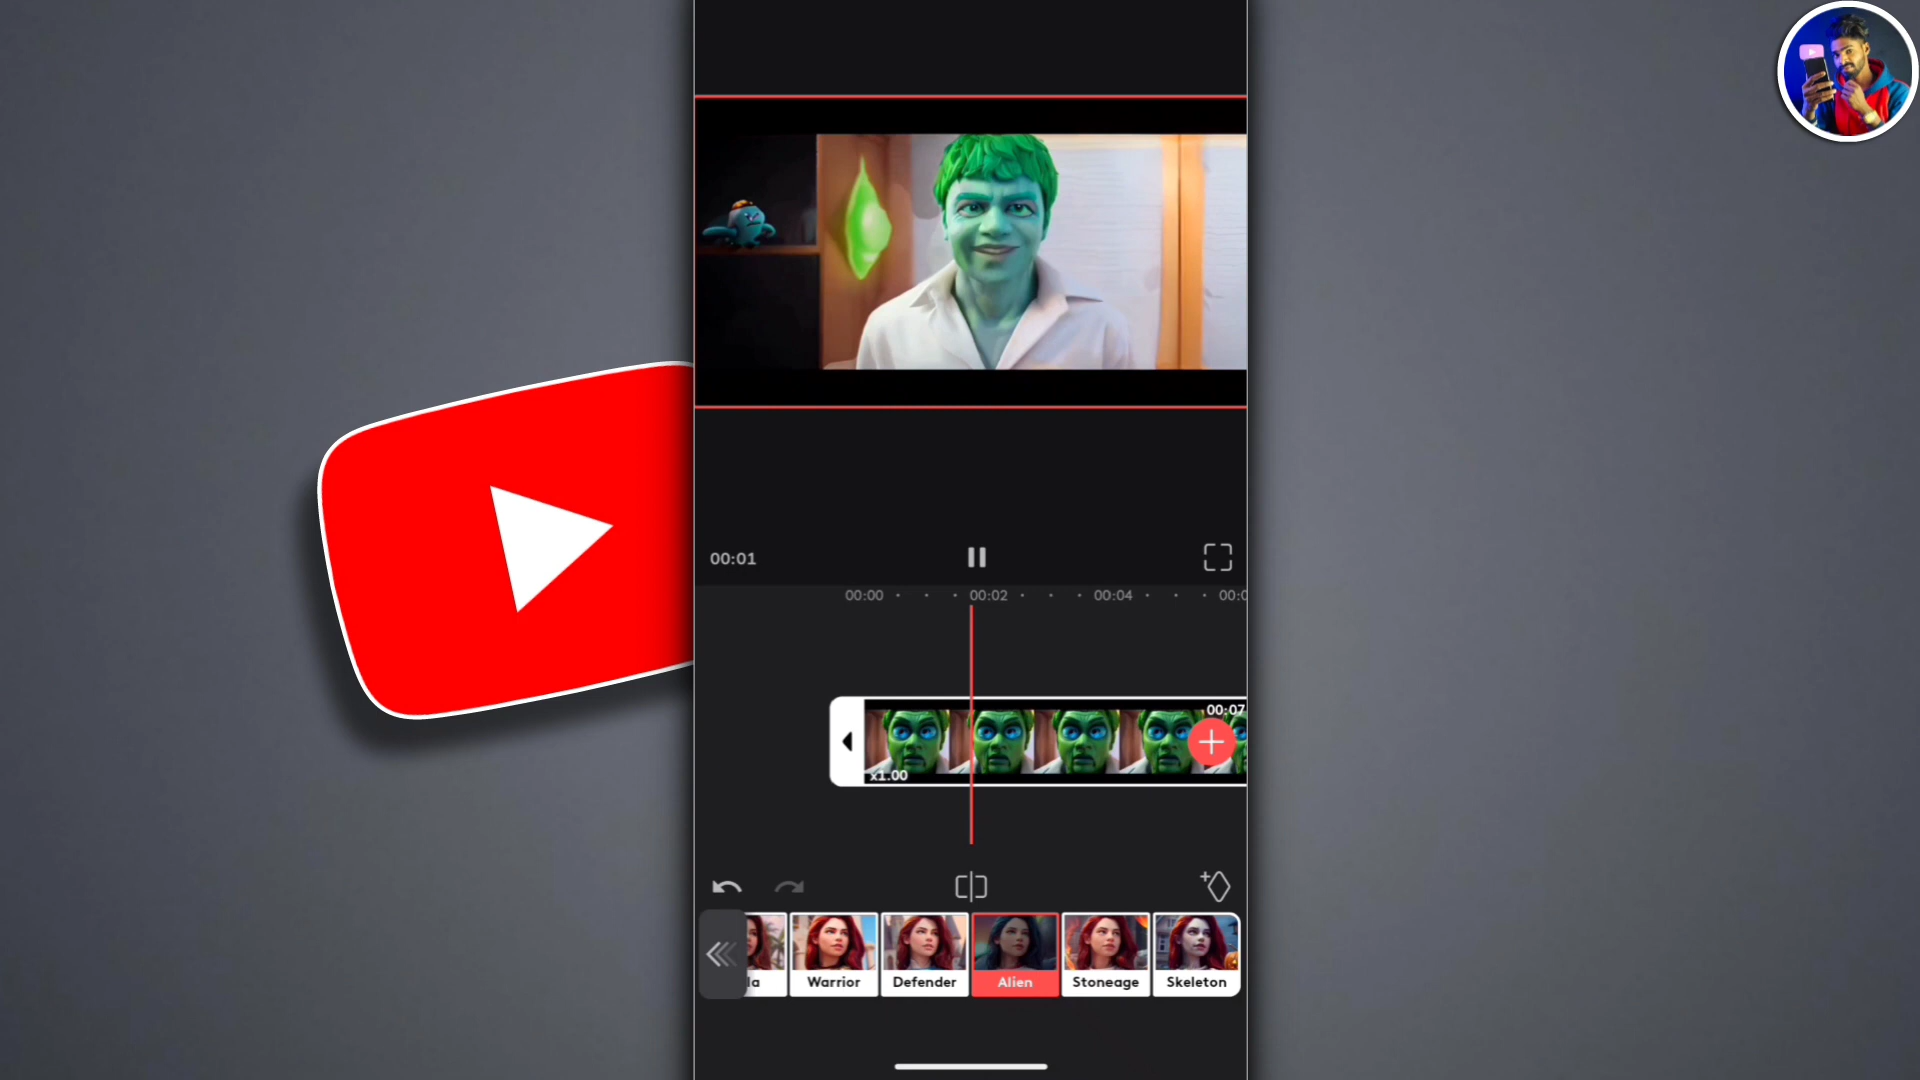 00:01
00:00
00:02
00:04
00:07
x1.00
Warrior
Defender
Alien
Stoneage
Skeleton